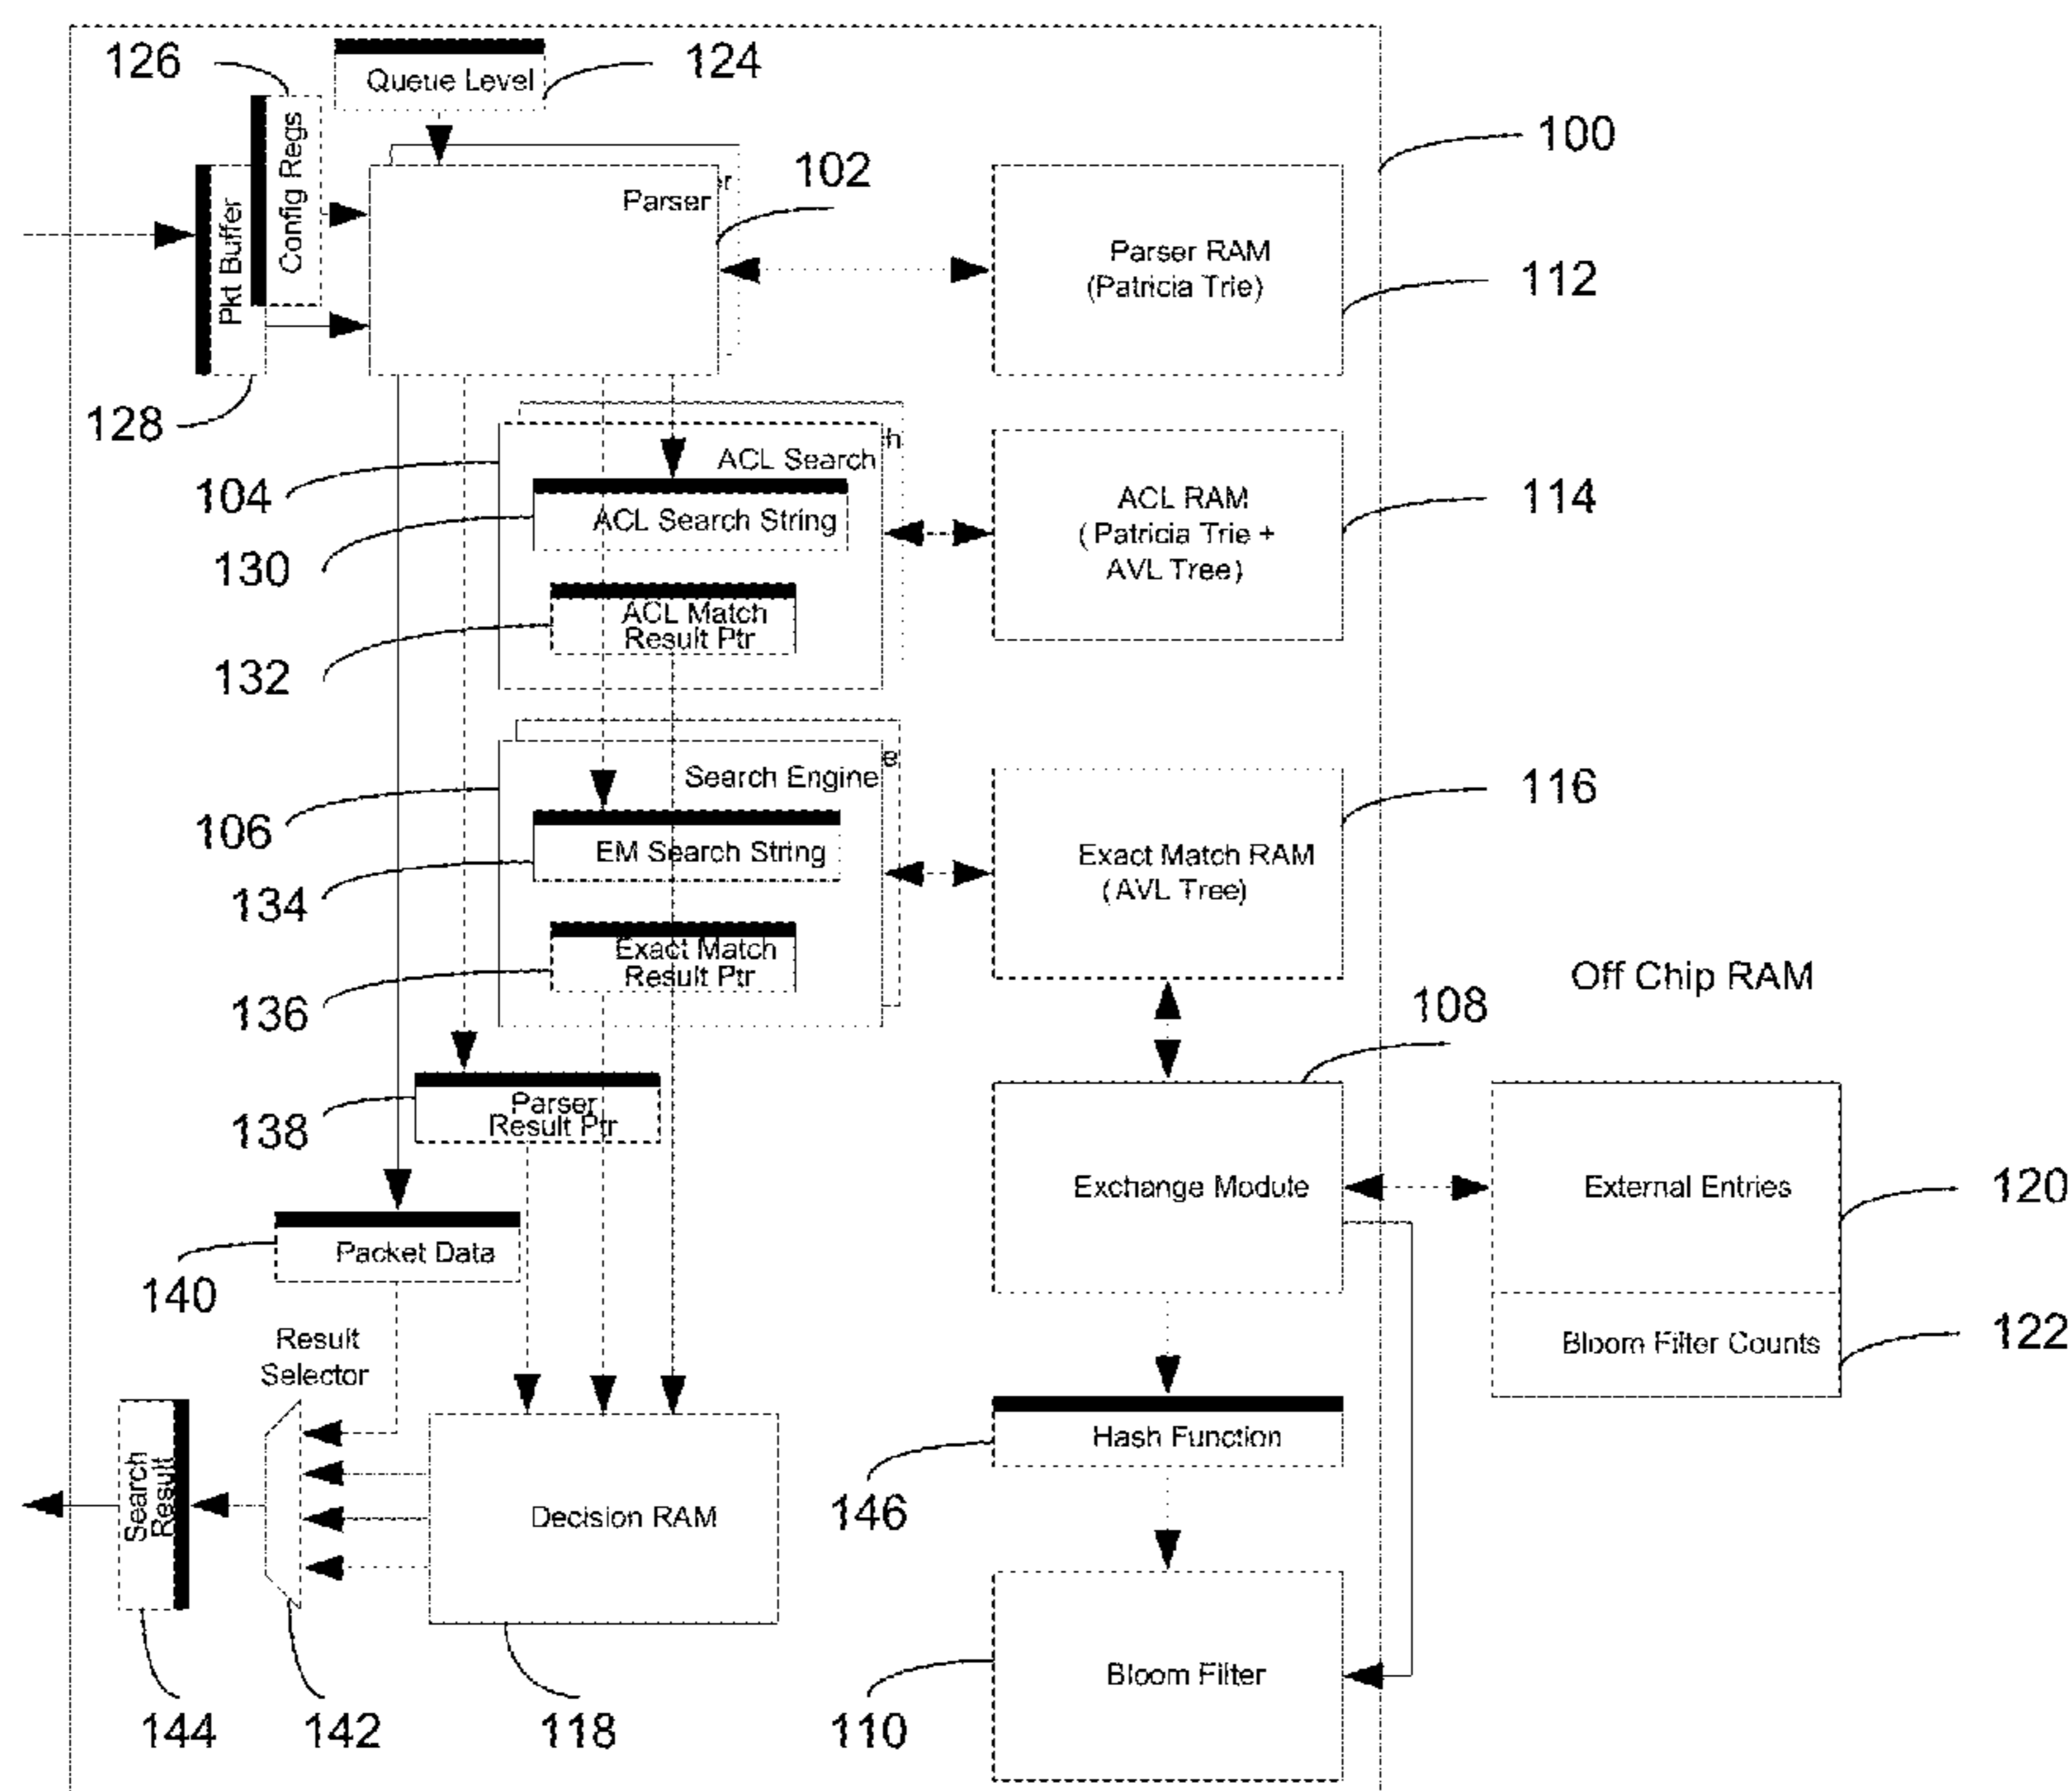 126
Queue Level
124
Config Regs
Pkt Buffer
100
102
er
Parser
Parser RAM
(Patricia Trie)
112
128
h
ACL Search
104
ACL Search String
130
ACL RAM
(Patricia Trie +
AVL Tree)
114
ACL Match
Result Ptr
132
e
Search Engine
106
EM Search String
134
Exact Match RAM
(AVL Tree)
116
Exact Match
Result Ptr
136
Off Chip RAM
108
Parser
Result Ptr
138
Exchange Module
External Entries
120
Packet Data
140
Bloom Filter Counts
122
Result
Selector
Search
Result
Hash Function
146
Decision RAM
Bloom Filter
144
142
118
110